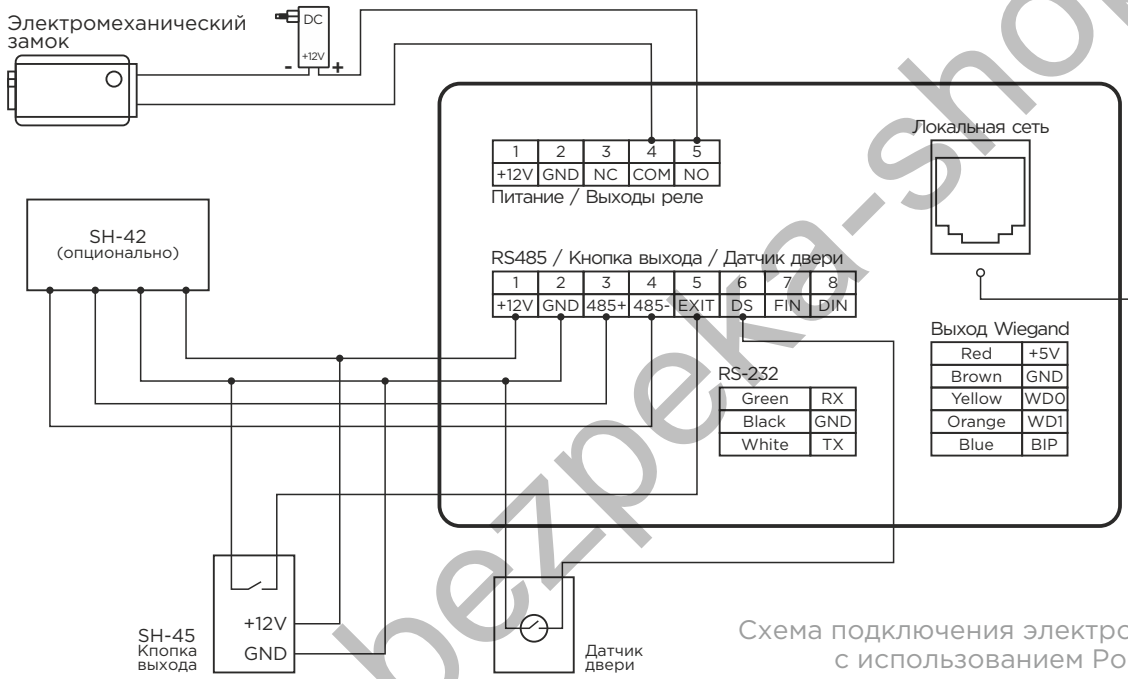 Электромеханический
замок
DC
+12V
- +
1 2 3 4 5
+12V GND NC COM NO
Питание / Выходы реле
Локальная сеть
SH-42
(опционально)
RS485 / Кнопка выхода / Датчик двери
1 2 3 4 5 6 7 8
+12V GND 485+ 485- EXIT DS FIN DIN
RS-232
Green RX
Black GND
White TX
Выход Wiegand
Red +5V
Brown GND
Yellow WD0
Orange WD1
Blue BIP
SH-45
Кпопка
выхода
+12V
GND
Датчик
двери
Схема подключения электро
с использованием Po
bezpeka-shop